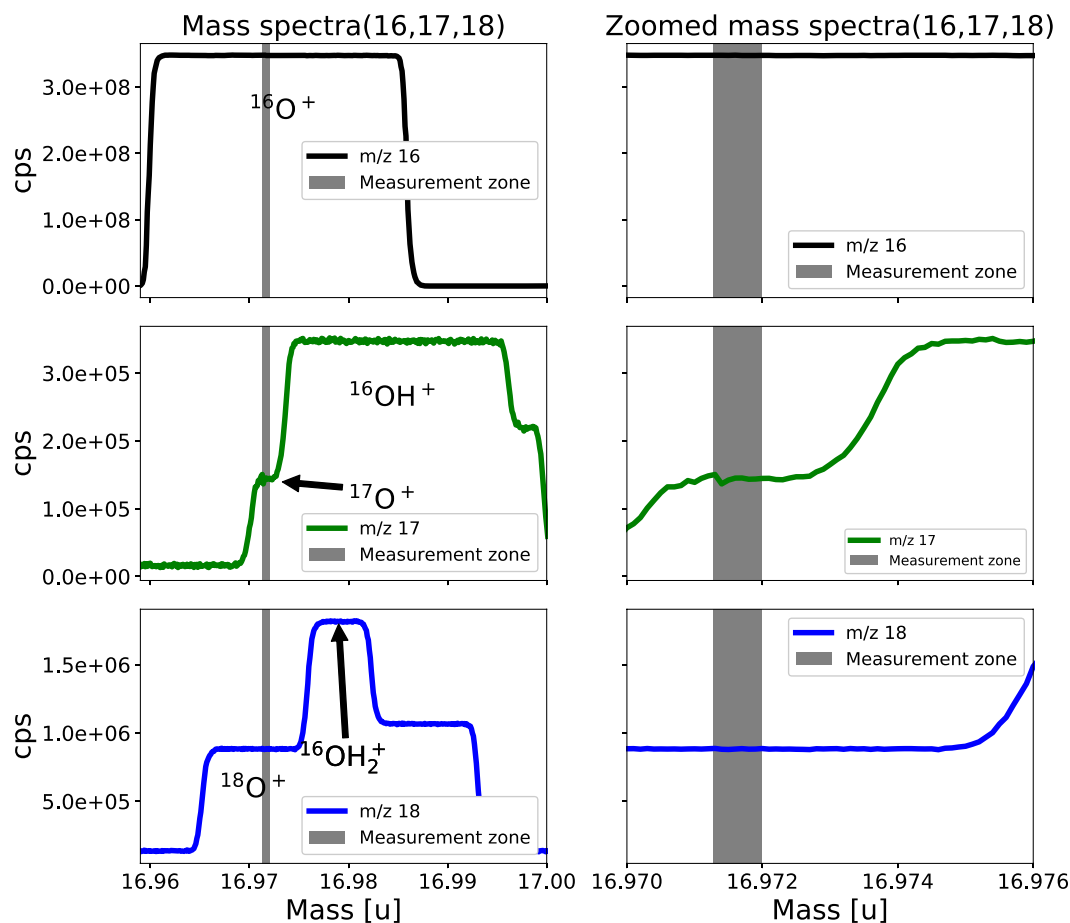 Mass spectra(16,17,18)
Zoomed mass spectra(16,17,18)
cps
3.0e+08
2.0e+08
1.0e+08
0.0e+00
¹⁶O⁺
m/z 16
Measurement zone
m/z 16
Measurement zone
cps
3.0e+05
2.0e+05
1.0e+05
0.0e+00
¹⁶OH⁺
¹⁷O⁺
m/z 17
Measurement zone
m/z 17
Measurement zone
cps
1.5e+06
1.0e+06
5.0e+05
¹⁶OH₂⁺
¹⁸O⁺
m/z 18
Measurement zone
m/z 18
Measurement zone
16.96 16.97 16.98 16.99 17.00
16.970 16.972 16.974 16.976
Mass [u]
Mass [u]